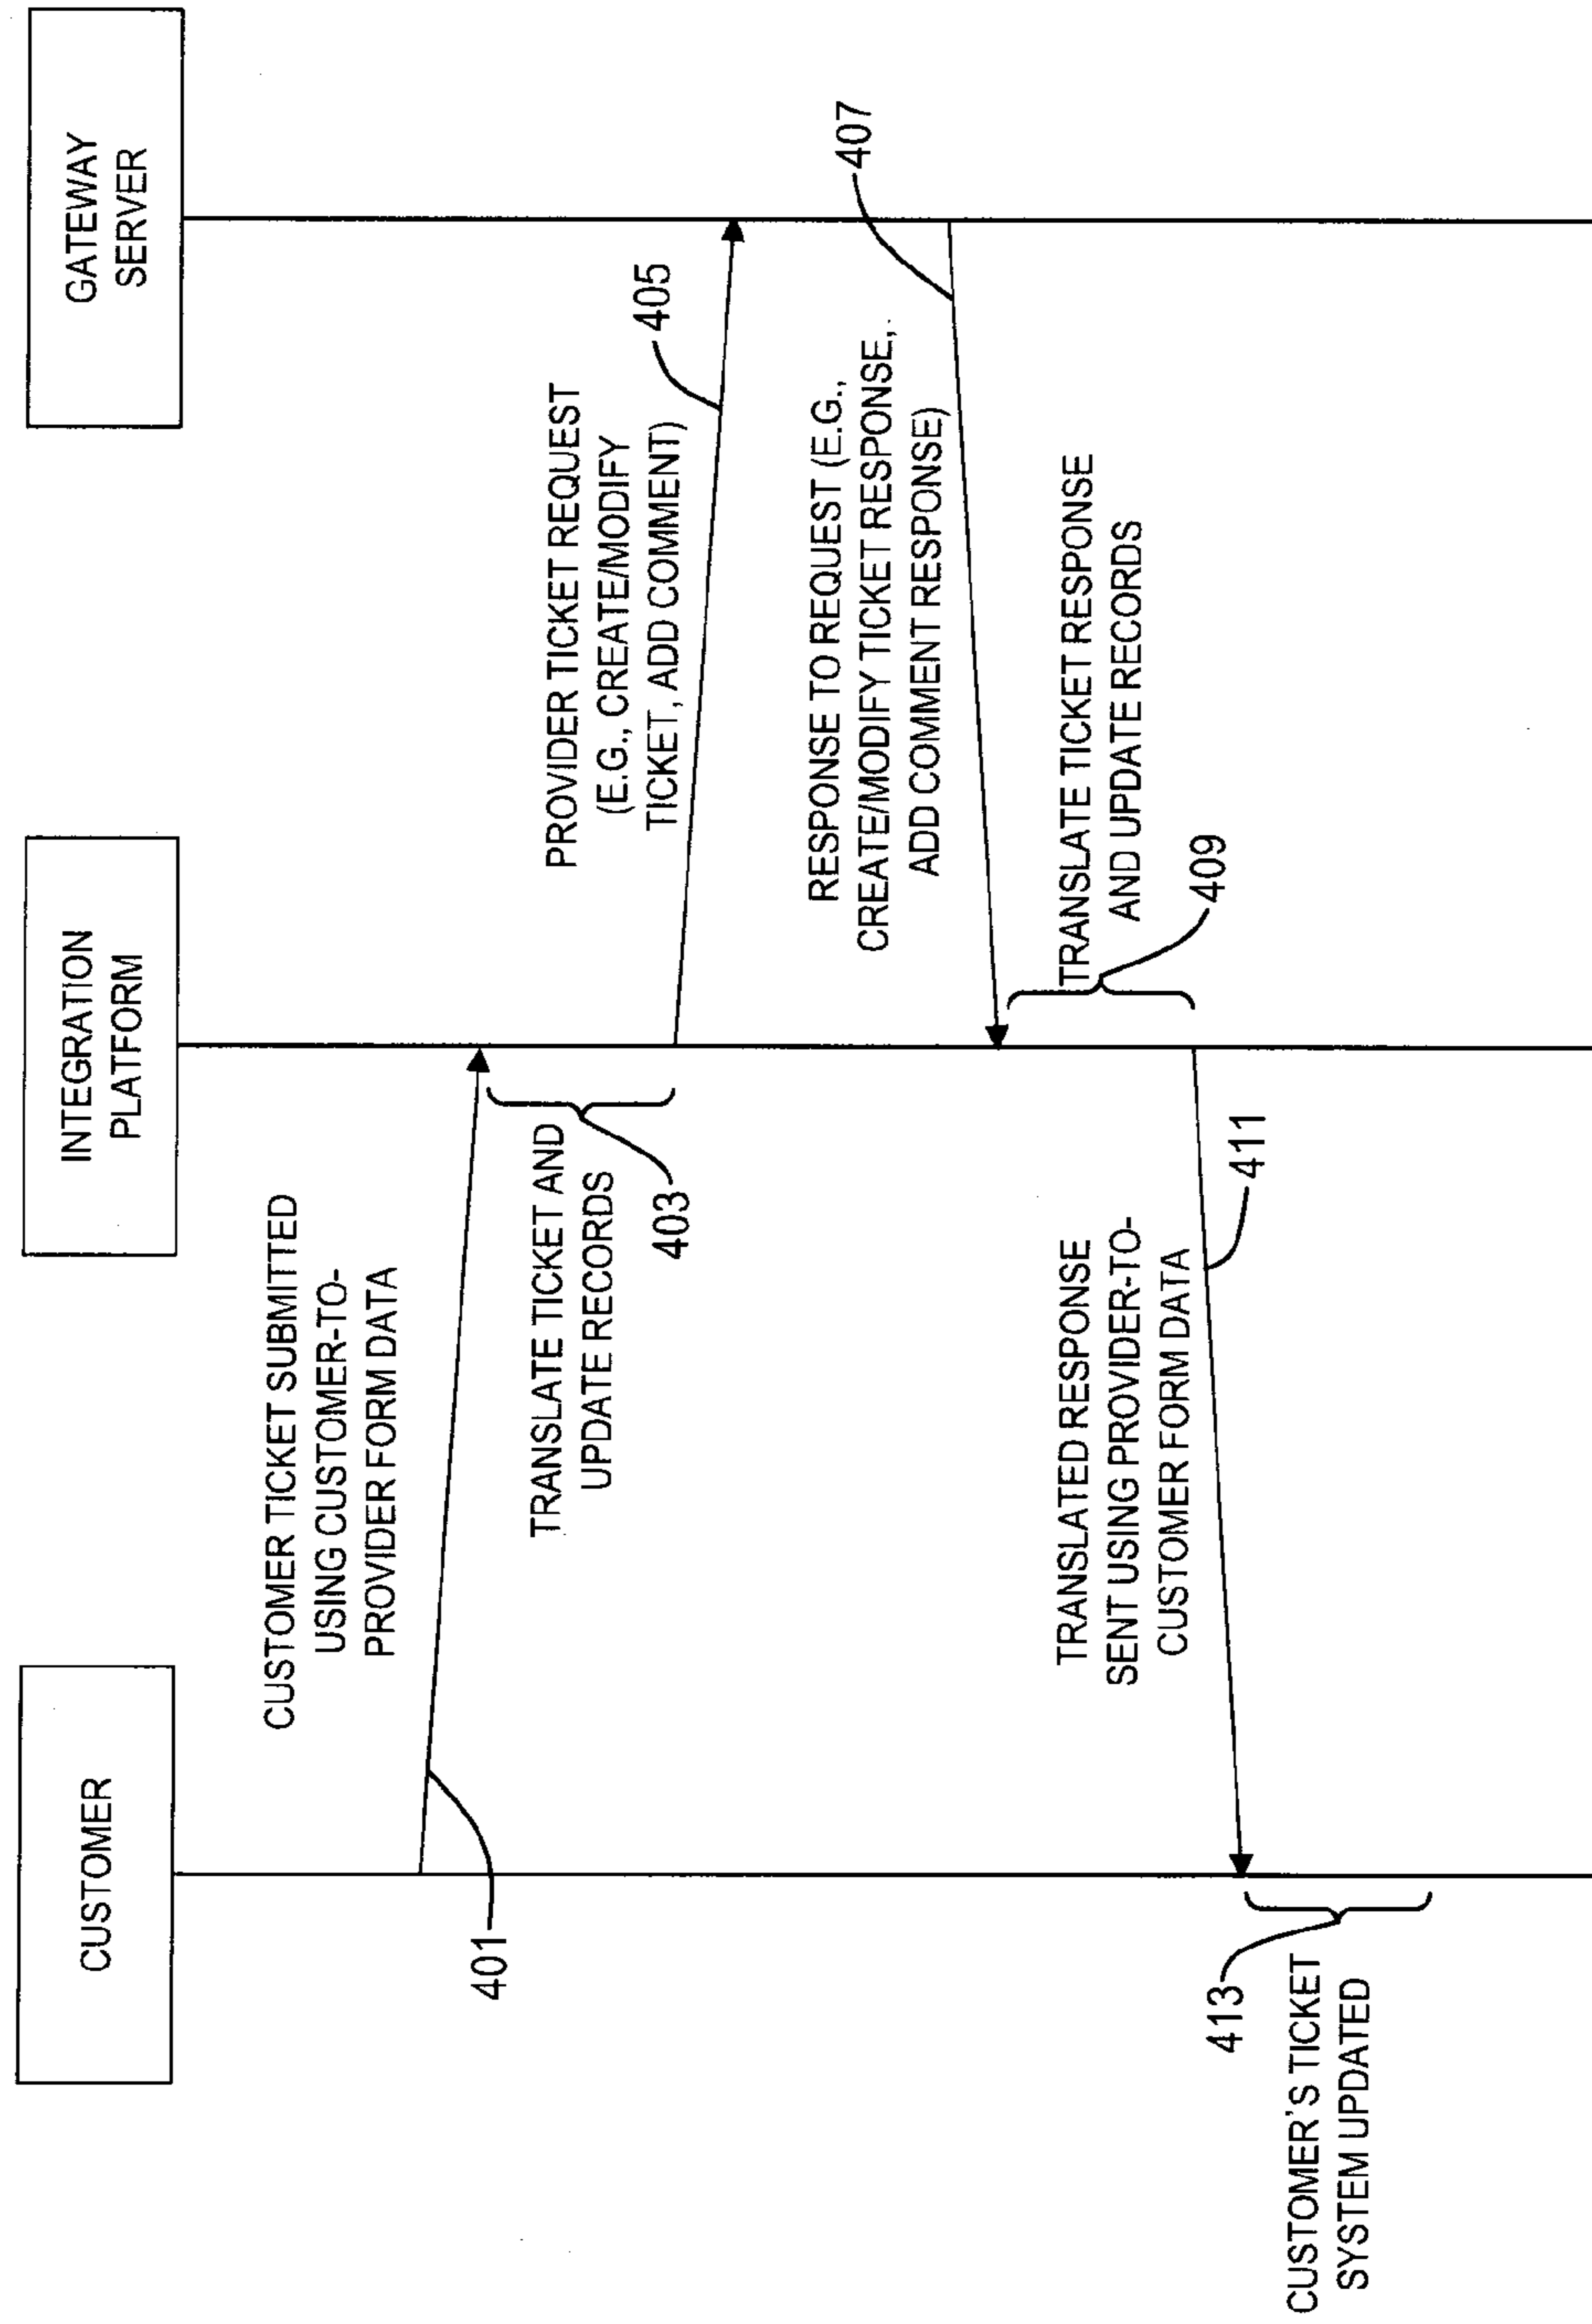 CUSTOMER
INTEGRATION
PLATFORM
GATEWAY
SERVER
CUSTOMER TICKET SUBMITTED
USING CUSTOMER-TO-
PROVIDER FORM DATA
401
TRANSLATE TICKET AND
UPDATE RECORDS
403
PROVIDER TICKET REQUEST
(E.G., CREATE/MODIFY
TICKET, ADD COMMENT)
405
RESPONSE TO REQUEST (E.G.,
CREATE/MODIFY TICKET RESPONSE,
ADD COMMENT RESPONSE)
407
TRANSLATE TICKET RESPONSE
AND UPDATE RECORDS
409
TRANSLATED RESPONSE
SENT USING PROVIDER-TO-
CUSTOMER FORM DATA
411
413
CUSTOMER'S TICKET
SYSTEM UPDATED